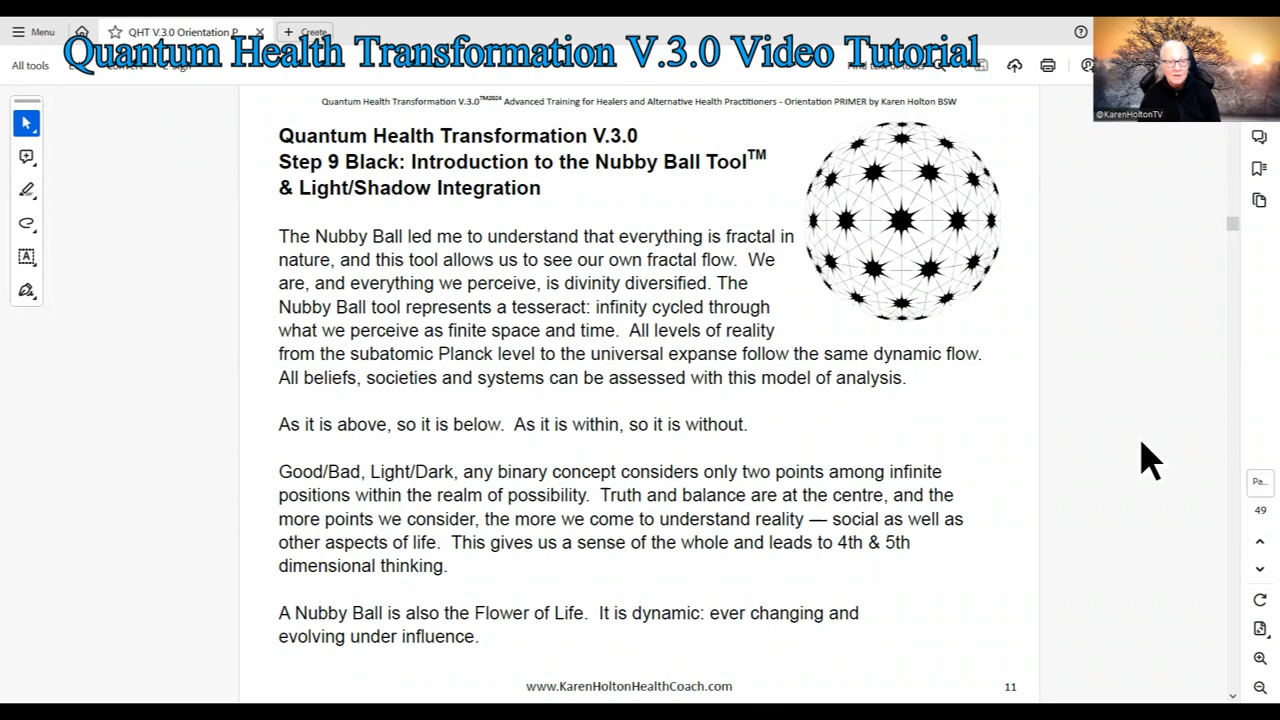 Menu
QHT V.3.0 Orientation P
Create
Quantum Health Transformation V.3.0 Video Tutorial
All tools
Find text or tools
@KarenHoltonTV
Quantum Health Transformation V.3.0™2024 Advanced Training for Healers and Alternative Health Practitioners - Orientation PRIMER by Karen Holton BSW
Quantum Health Transformation V.3.0
Step 9 Black: Introduction to the Nubby Ball Tool™
& Light/Shadow Integration
The Nubby Ball led me to understand that everything is fractal in
nature, and this tool allows us to see our own fractal flow. We
are, and everything we perceive, is divinity diversified. The
Nubby Ball tool represents a tesseract: infinity cycled through
what we perceive as finite space and time. All levels of reality
from the subatomic Planck level to the universal expanse follow the same dynamic flow.
All beliefs, societies and systems can be assessed with this model of analysis.
As it is above, so it is below. As it is within, so it is without.
Good/Bad, Light/Dark, any binary concept considers only two points among infinite
positions within the realm of possibility. Truth and balance are at the centre, and the
more points we consider, the more we come to understand reality — social as well as
other aspects of life. This gives us a sense of the whole and leads to 4th & 5th
dimensional thinking.
A Nubby Ball is also the Flower of Life. It is dynamic: ever changing and
evolving under influence.
www.KarenHoltonHealthCoach.com
11
Pa...
49